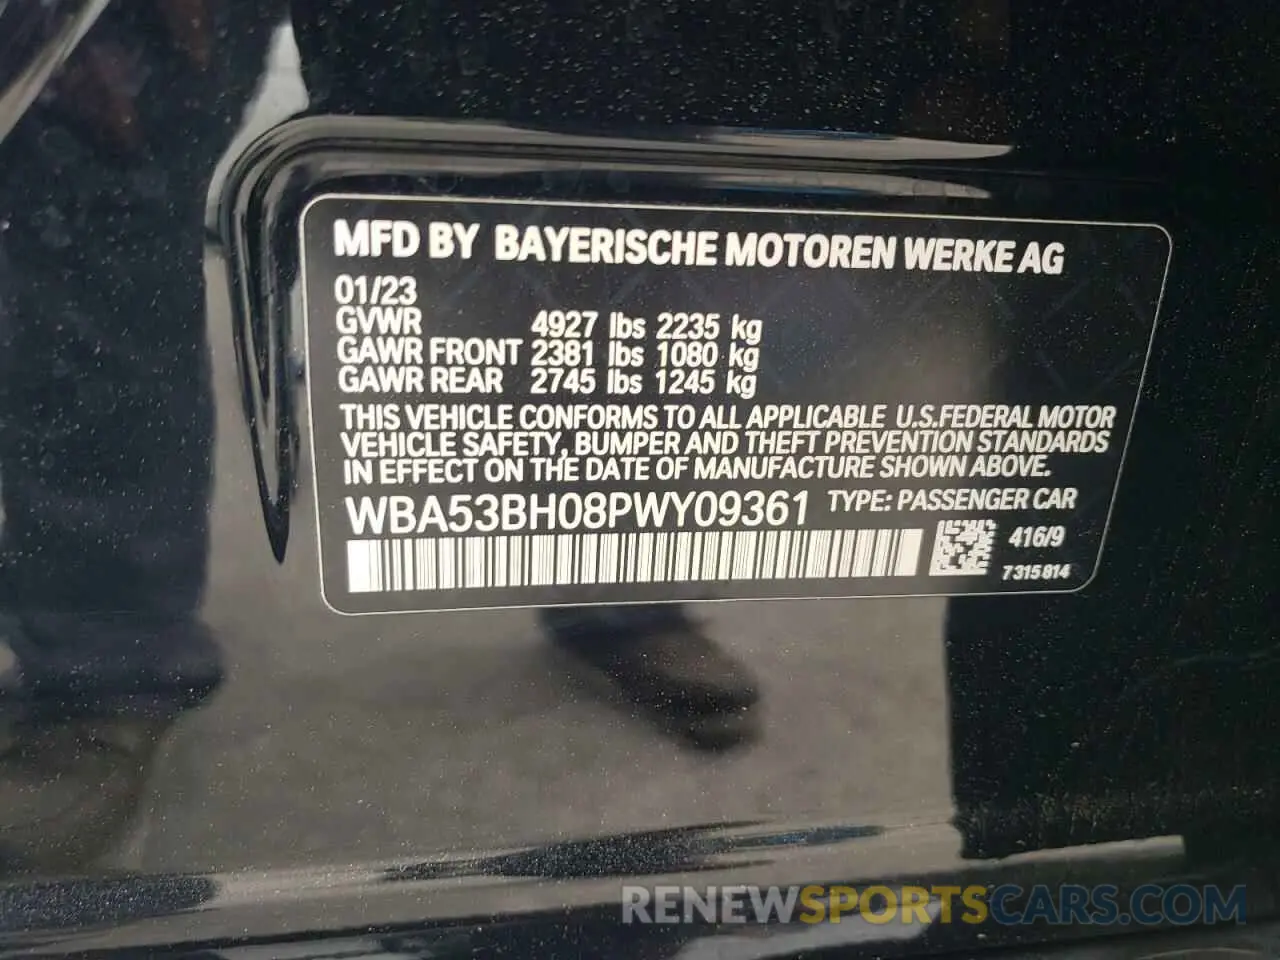 MFD BY BAYERISCHE MOTOREN WERKE AG
01/23
GVWR 4927 lbs 2235 kg
GAWR FRONT 2381 lbs 1080 kg
GAWR REAR 2745 lbs 1245 kg
THIS VEHICLE CONFORMS TO ALL APPLICABLE U.S.FEDERAL MOTOR
VEHICLE SAFETY, BUMPER AND THEFT PREVENTION STANDARDS
IN EFFECT ON THE DATE OF MANUFACTURE SHOWN ABOVE.
WBA53BH08PWY09361 TYPE: PASSENGER CAR
416/9
7315814
RENEWSPORTSCARS.COM